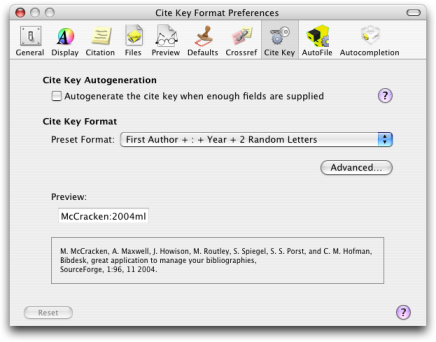 Cite Key Format Preferences
General Display Citation Files Preview Defaults Crossref Cite Key AutoFile Autocompletion
Cite Key Autogeneration
Autogenerate the cite key when enough fields are supplied ?
Cite Key Format
Preset Format: First Author + : + Year + 2 Random Letters
Advanced...
Preview:
McCracken:2004ml
M. McCracken, A. Maxwell, J. Howison, M. Routley, S. Spiegel, S. S. Porst, and C. M. Hofman,
Bibdesk, great application to manage your bibliographies,
SourceForge, 1:96, 11 2004.
Reset ?